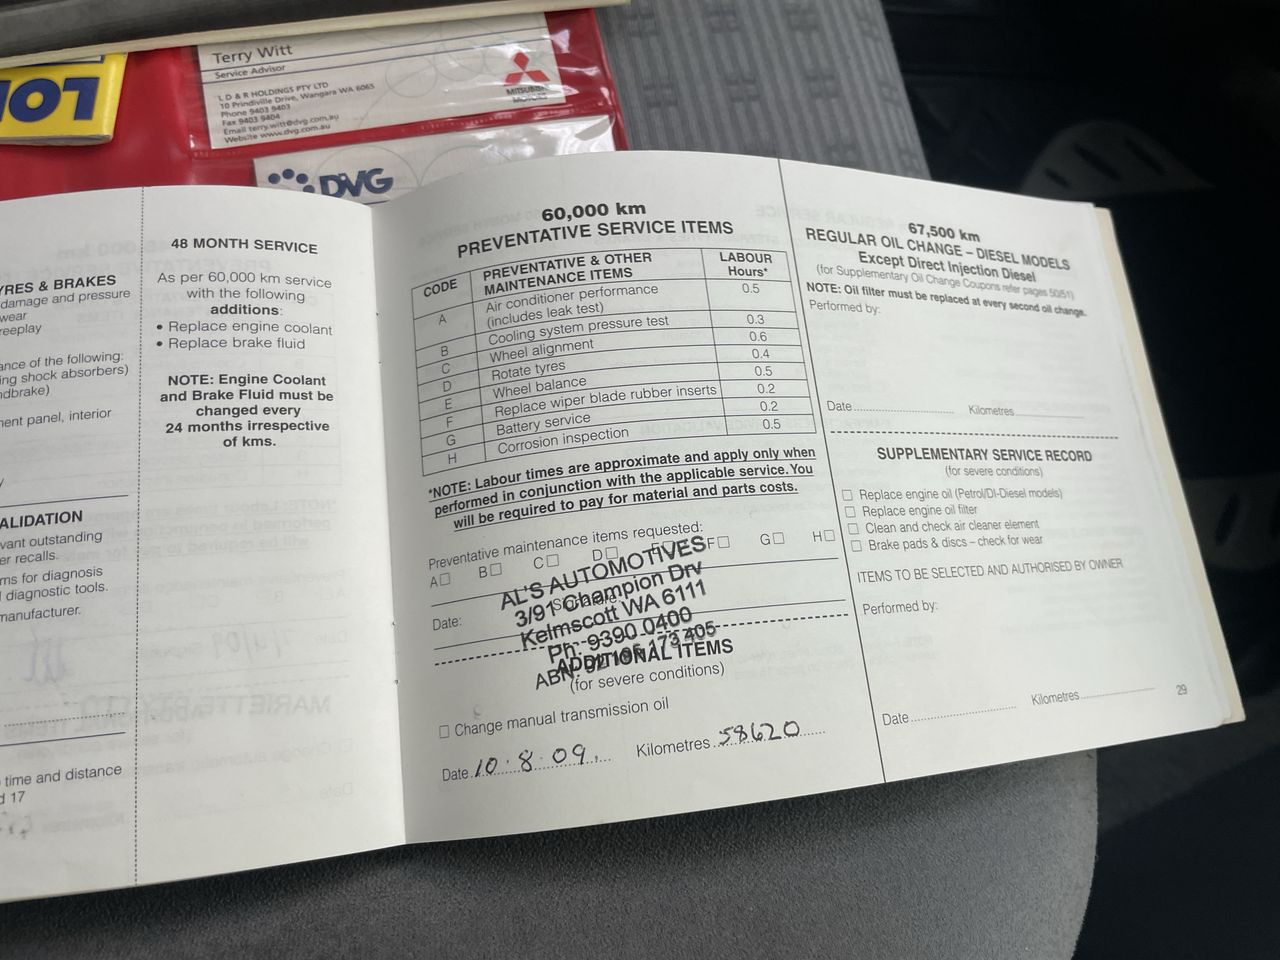 Terry Witt
Service Advisor
L D & R HOLDINGS PTY LTD
10 Prindiville Drive, Wangara WA 6065
Phone 9403 9403
Fax 9403 9404
Email terry.witt@dvg.com.au
Website www.dvg.com.au
MITSUBISHI
MOTORS
DVG
YRES & BRAKES
damage and pressure
wear
reeplay
ance of the following:
ing shock absorbers)
ndbrake)
ment panel, interior
ALIDATION
vant outstanding
er recalls.
ms for diagnosis
diagnostic tools.
manufacturer.
time and distance
d 17
48 MONTH SERVICE
As per 60,000 km service
with the following
additions:
• Replace engine coolant
• Replace brake fluid
NOTE: Engine Coolant
and Brake Fluid must be
changed every
24 months irrespective
of kms.
60,000 km
PREVENTATIVE SERVICE ITEMS
CODE PREVENTATIVE & OTHER MAINTENANCE ITEMS LABOUR Hours*
A Air conditioner performance (includes leak test) 0.5
B Cooling system pressure test 0.3
C Wheel alignment 0.6
D Rotate tyres 0.4
E Wheel balance 0.5
F Replace wiper blade rubber inserts 0.2
G Battery service 0.2
H Corrosion inspection 0.5
*NOTE: Labour times are approximate and apply only when
performed in conjunction with the applicable service. You
will be required to pay for material and parts costs.
Preventative maintenance items requested:
A☐ B☐ C☐ D☐ E☐ F☐ G☐ H☐
AL'S AUTOMOTIVES
3/91 Champion Drv
Kelmscott WA 6111
Ph: 9390 0400
ABN:
Date: Signature:
ADDITIONAL ITEMS
(for severe conditions)
☐ Change manual transmission oil
Date 10.8.09. Kilometres 58620
67,500 km
REGULAR OIL CHANGE – DIESEL MODELS
Except Direct Injection Diesel
(for Supplementary Oil Change Coupons refer pages 50/51)
NOTE: Oil filter must be replaced at every second oil change.
Performed by:
Date Kilometres
SUPPLEMENTARY SERVICE RECORD
(for severe conditions)
☐ Replace engine oil (Petrol/DI-Diesel models)
☐ Replace engine oil filter
☐ Clean and check air cleaner element
☐ Brake pads & discs – check for wear
ITEMS TO BE SELECTED AND AUTHORISED BY OWNER
Performed by:
Date Kilometres
29